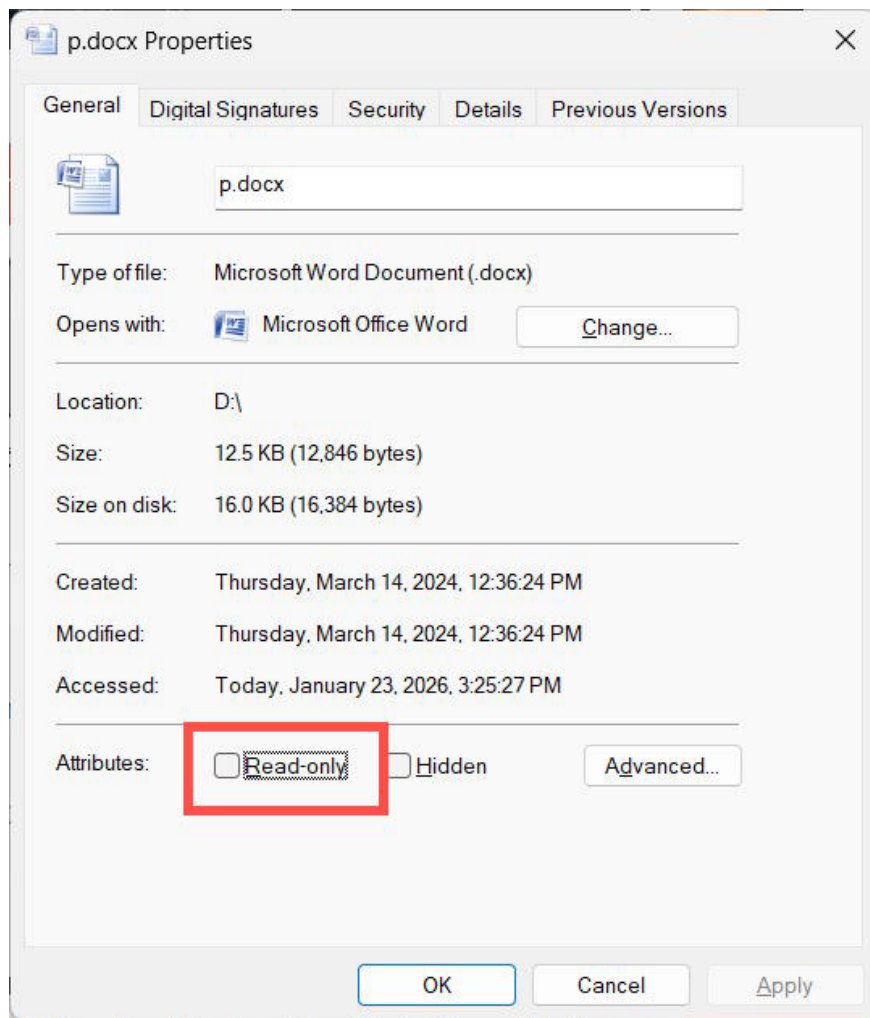 p.docx Properties
General Digital Signatures Security Details Previous Versions
p.docx
Type of file: Microsoft Word Document (.docx)
Opens with: Microsoft Office Word Change...
Location: D:\
Size: 12.5 KB (12,846 bytes)
Size on disk: 16.0 KB (16,384 bytes)
Created: Thursday, March 14, 2024, 12:36:24 PM
Modified: Thursday, March 14, 2024, 12:36:24 PM
Accessed: Today, January 23, 2026, 3:25:27 PM
Attributes: Read-only Hidden Advanced...
OK Cancel Apply